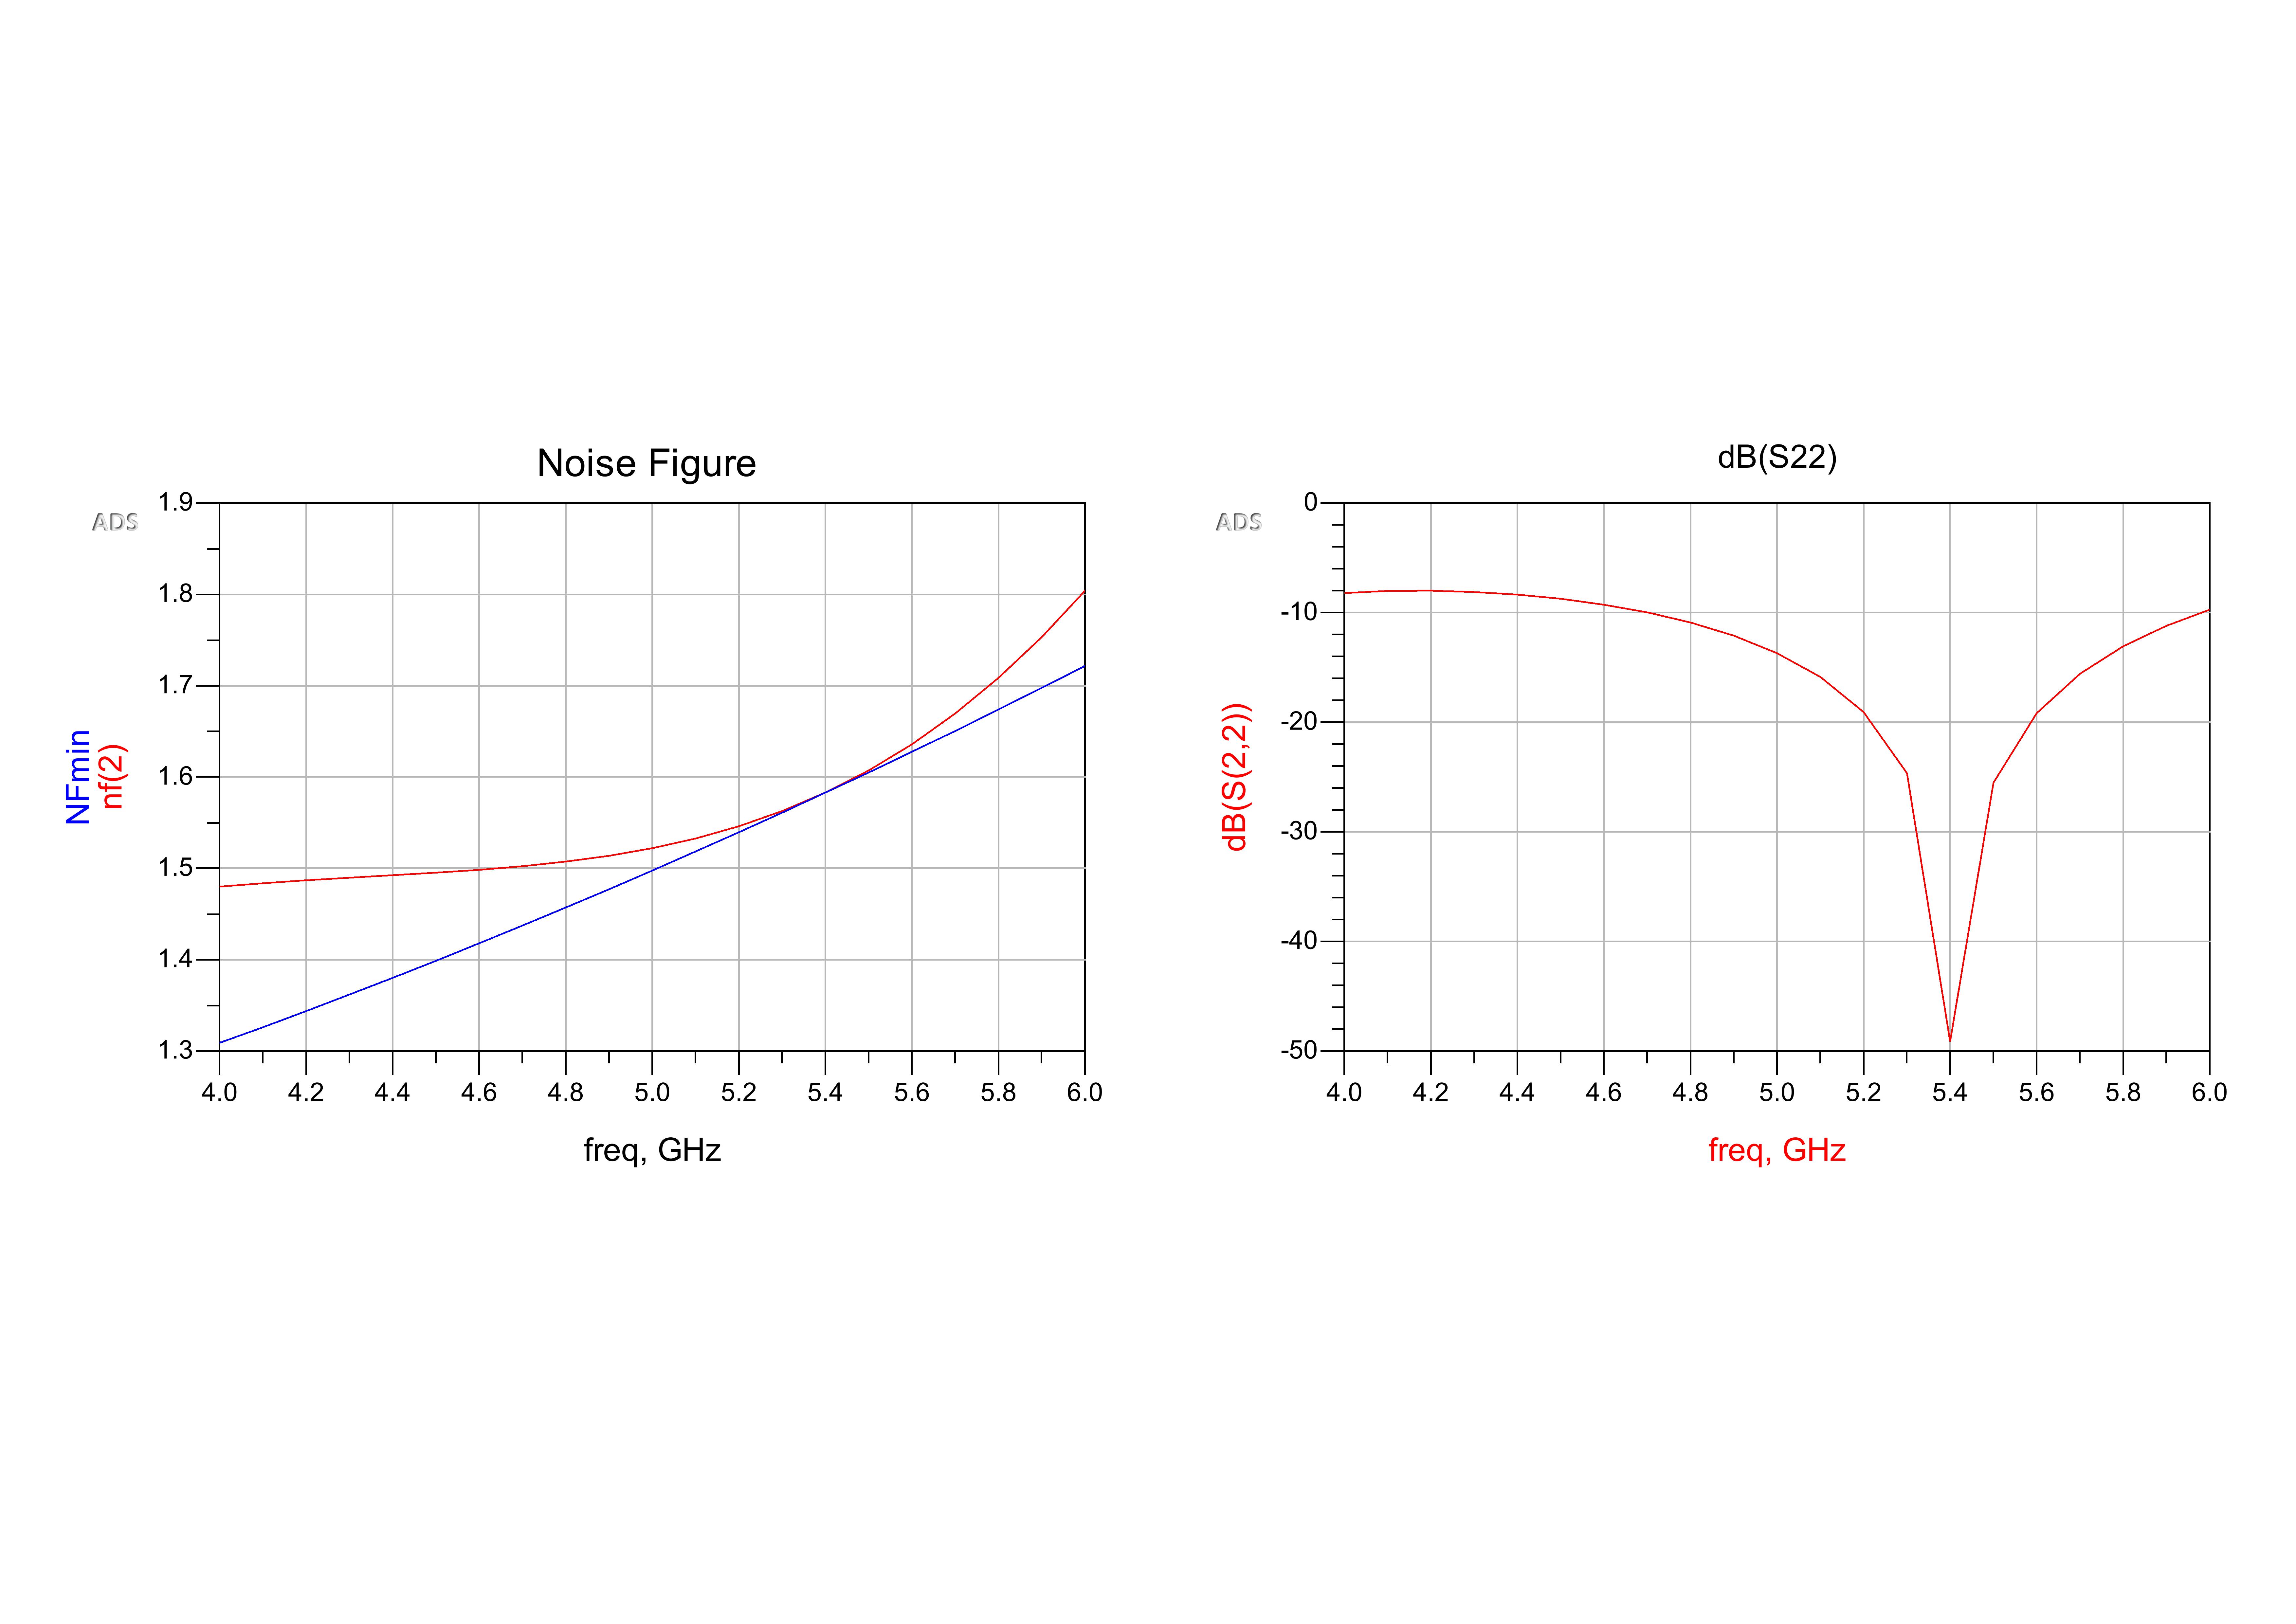 Noise Figure
ADS
1.9
1.8
1.7
1.6
1.5
1.4
1.3
NFmin
nf(2)
4.0 4.2 4.4 4.6 4.8 5.0 5.2 5.4 5.6 5.8 6.0
freq, GHz
dB(S22)
ADS
0
-10
-20
-30
-40
-50
dB(S(2,2))
4.0 4.2 4.4 4.6 4.8 5.0 5.2 5.4 5.6 5.8 6.0
freq, GHz